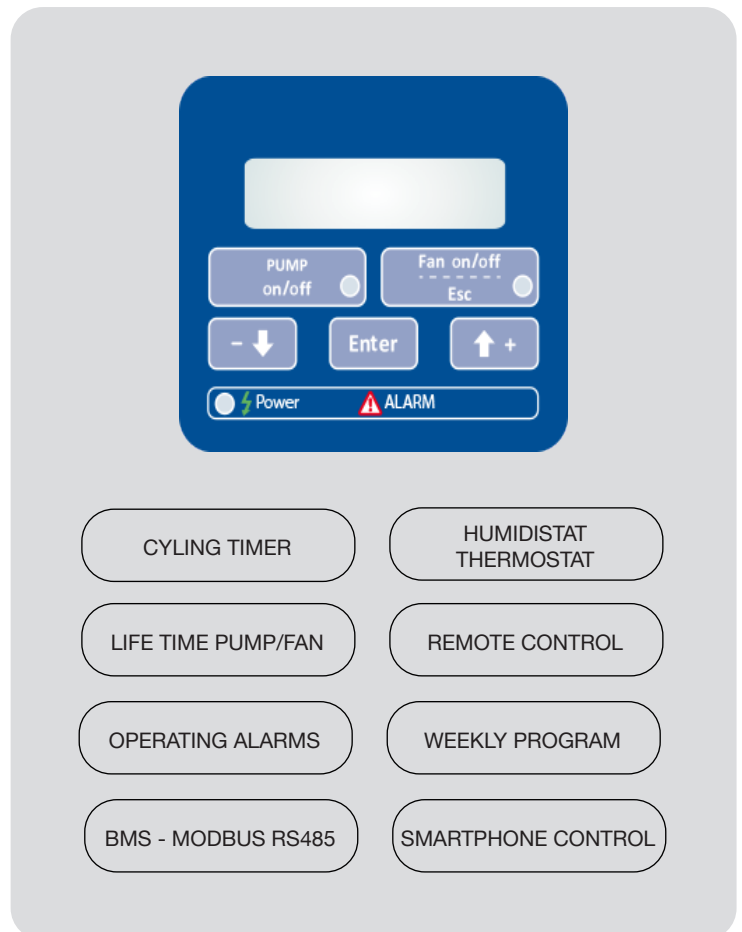 PUMP
on/off
Fan on/off
Esc
- ⬇
Enter
⬆ +
Power
ALARM
CYLING TIMER
HUMIDISTAT
THERMOSTAT
LIFE TIME PUMP/FAN
REMOTE CONTROL
OPERATING ALARMS
WEEKLY PROGRAM
BMS - MODBUS RS485
SMARTPHONE CONTROL